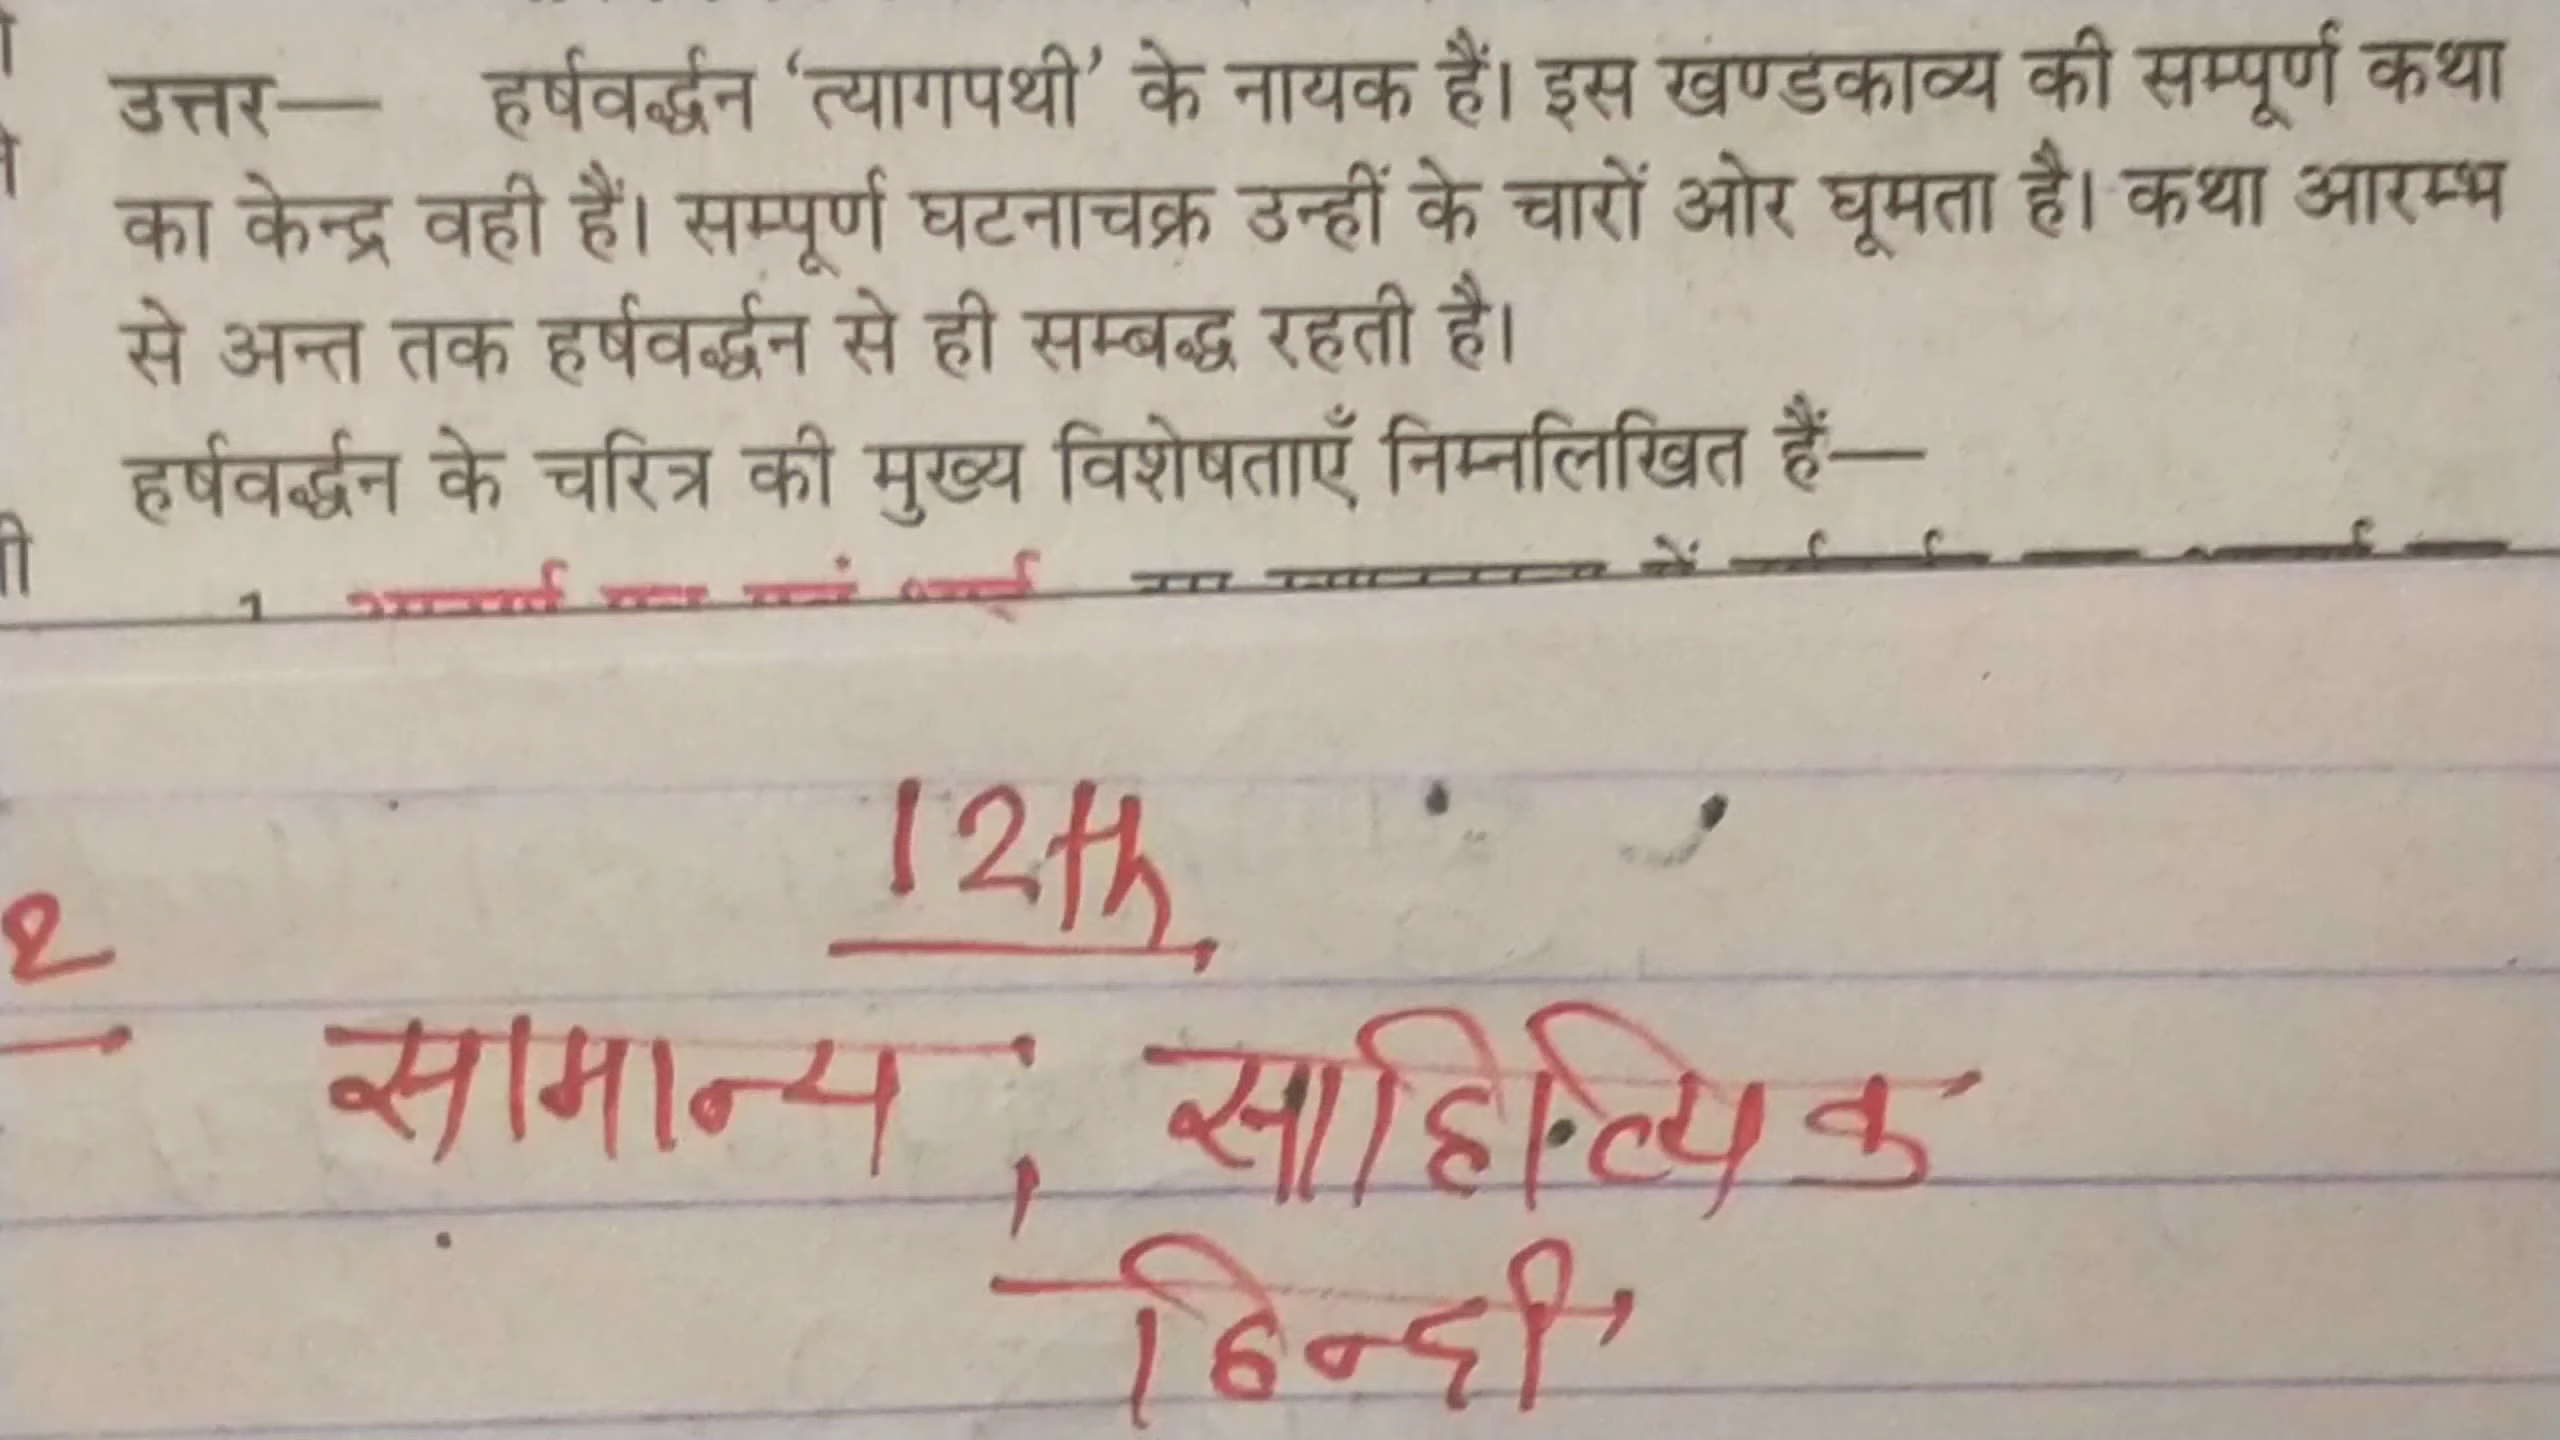 उत्तर— हर्षवर्द्धन ‘त्यागपथी’ के नायक हैं। इस खण्डकाव्य की सम्पूर्ण कथा
का केन्द्र वही हैं। सम्पूर्ण घटनाचक्र उन्हीं के चारों ओर घूमता है। कथा आरम्भ
से अन्त तक हर्षवर्द्धन से ही सम्बद्ध रहती है।
हर्षवर्द्धन के चरित्र की मुख्य विशेषताएँ निम्नलिखित हैं—
12th
सामान्य, साहित्यिक
हिन्दी